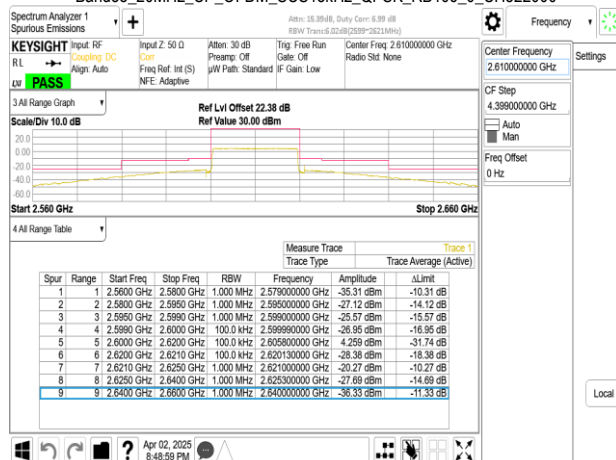 Spectrum Analyzer 1
Spurious Emissions
Attn: 15.39dB, Duty Corr: 6.99 dB
Frequency
Settings
KEYSIGHT
RL
PASS
Input: RF
Coupling: DC
Align: Auto
Input Z: 50 Ω
Corr
Freq Ref: Int (S)
NFE: Adaptive
Atten: 30 dB
Preamp: Off
µW Path: Standard
Trig: Free Run
Gate: Off
IF Gain: Low
Center Freq: 2.610000000 GHz
Radio Std: None
Center Frequency
2.610000000 GHz
CF Step
4.399000000 GHz
Auto
Man
Freq Offset
0 Hz
3 All Range Graph
Scale/Div 10.0 dB
Ref Lvl Offset 22.38 dB
Ref Value 30.00 dBm
20.0
0.00
-20.0
-40.0
-60.0
Start 2.560 GHz
Stop 2.660 GHz
4 All Range Table
Measure Trace Trace 1
Trace Type Trace Average (Active)
Spur Range Start Freq Stop Freq RBW Frequency Amplitude ΔLimit
1 1 2.5600 GHz 2.5800 GHz 1.000 MHz 2.579000000 GHz -35.31 dBm -10.31 dB
2 2 2.5800 GHz 2.5950 GHz 1.000 MHz 2.595000000 GHz -27.12 dBm -14.12 dB
3 3 2.5950 GHz 2.5990 GHz 1.000 MHz 2.599000000 GHz -25.57 dBm -15.57 dB
4 4 2.5990 GHz 2.6000 GHz 100.0 kHz 2.599990000 GHz -26.95 dBm -16.95 dB
5 5 2.6000 GHz 2.6200 GHz 100.0 kHz 2.605800000 GHz 4.259 dBm -31.74 dB
6 6 2.6200 GHz 2.6210 GHz 100.0 kHz 2.620130000 GHz -28.38 dBm -18.38 dB
7 7 2.6210 GHz 2.6250 GHz 1.000 MHz 2.621000000 GHz -20.27 dBm -10.27 dB
8 8 2.6250 GHz 2.6400 GHz 1.000 MHz 2.625300000 GHz -27.69 dBm -14.69 dB
9 9 2.6400 GHz 2.6600 GHz 1.000 MHz 2.640000000 GHz -36.33 dBm -11.33 dB
Local
?
Apr 02, 2025
8:48:59 PM